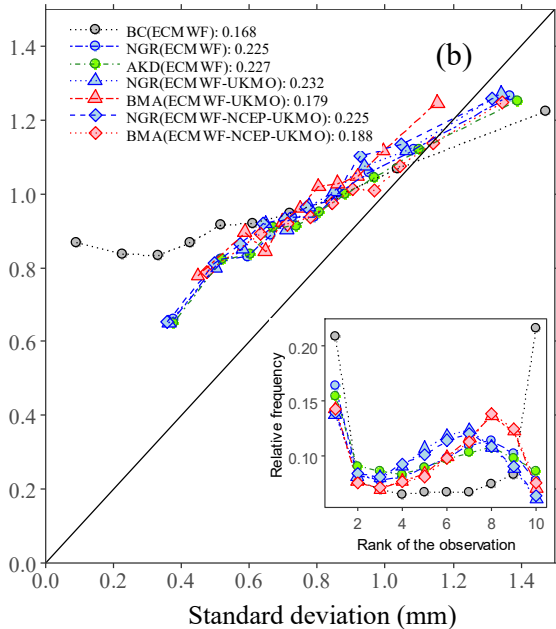 BC(ECMWF): 0.168
NGR(ECMWF): 0.225
AKD(ECMWF): 0.227
NGR(ECMWF-UKMO): 0.232
BMA(ECMWF-UKMO): 0.179
NGR(ECMWF-NCEP-UKMO): 0.225
BMA(ECMWF-NCEP-UKMO): 0.188
(b)
1.4
1.2
1.0
0.8
0.6
0.4
0.2
0.0
0.0 0.2 0.4 0.6 0.8 1.0 1.2 1.4
Standard deviation (mm)
Relative frequency
0.20
0.15
0.10
2 4 6 8 10
Rank of the observation